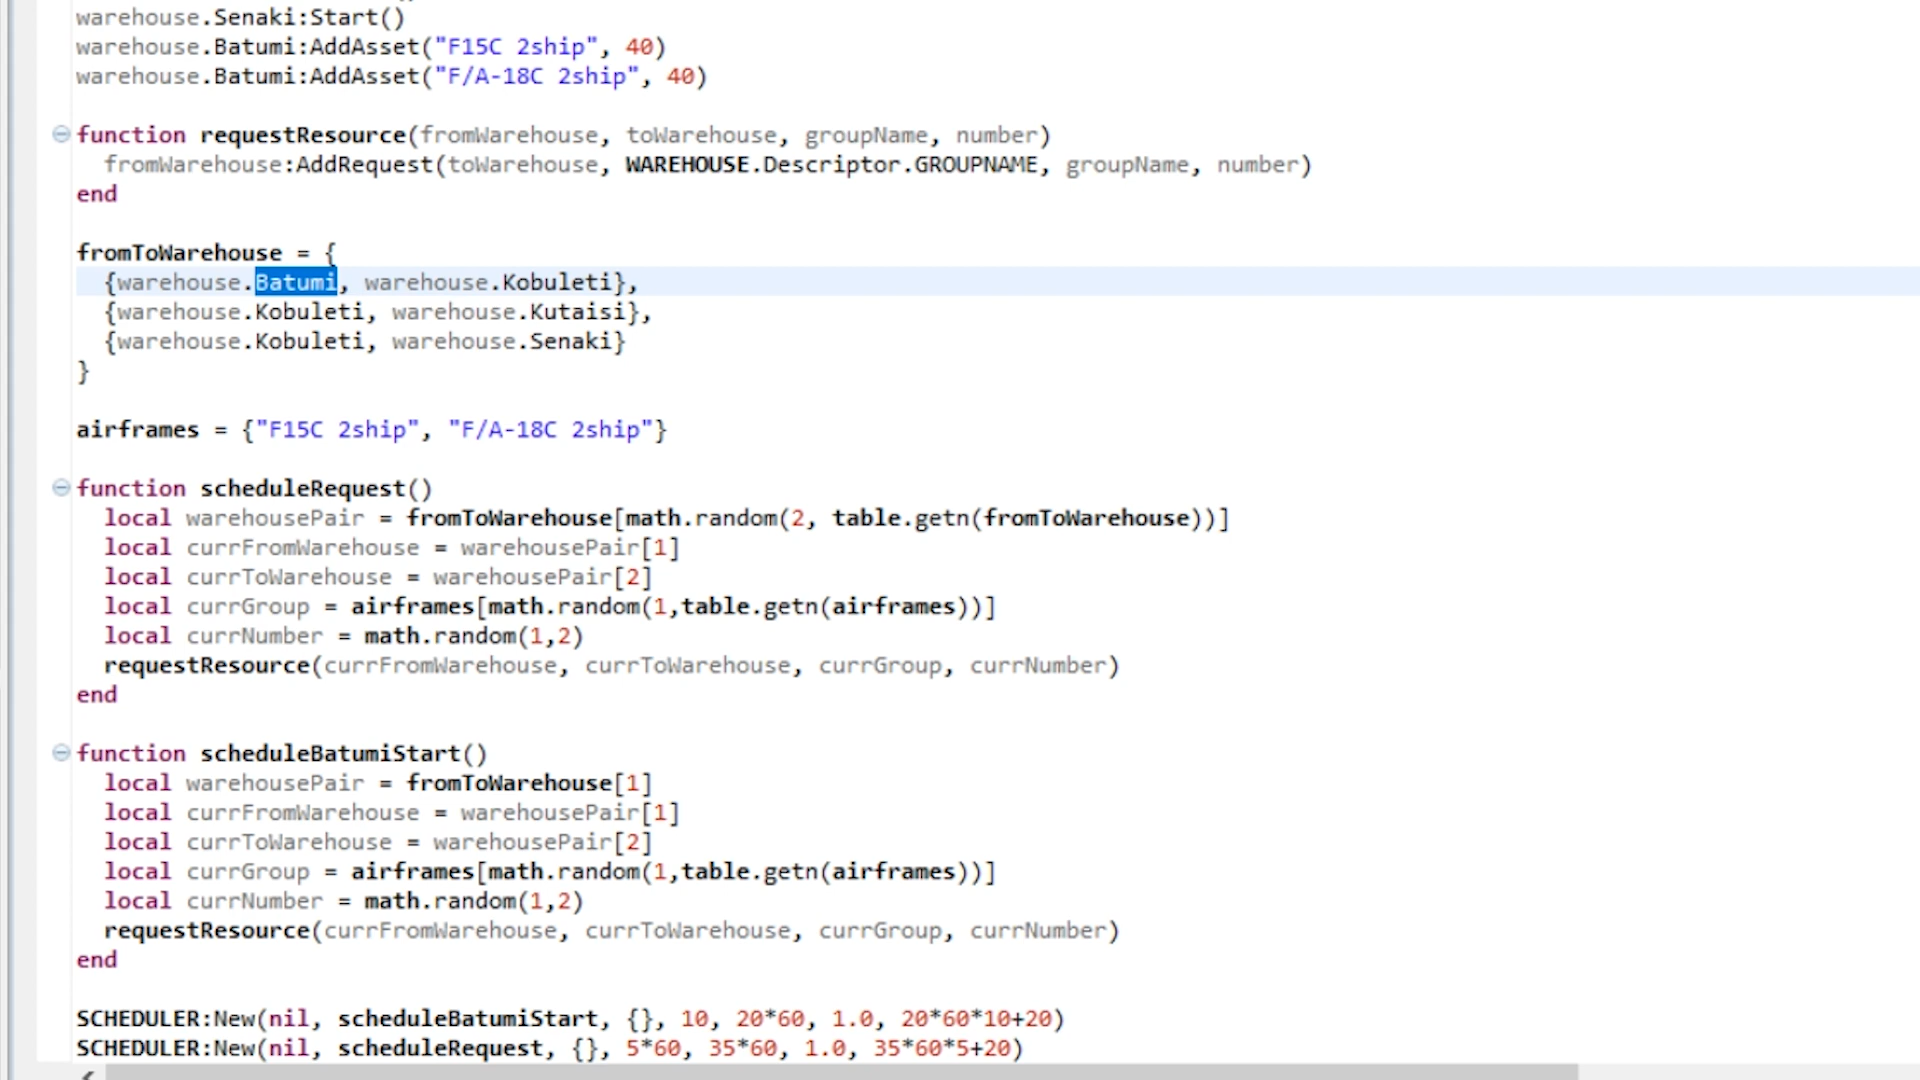 warehouse.Senaki:Start()
warehouse.Batumi:AddAsset("F15C 2ship", 40)
warehouse.Batumi:AddAsset("F/A-18C 2ship", 40)
function requestResource(fromWarehouse, toWarehouse, groupName, number)
fromWarehouse:AddRequest(toWarehouse, WAREHOUSE.Descriptor.GROUPNAME, groupName, number)
end
fromToWarehouse = {
{warehouse.Batumi, warehouse.Kobuleti},
{warehouse.Kobuleti, warehouse.Kutaisi},
{warehouse.Kobuleti, warehouse.Senaki}
}
airframes = {"F15C 2ship", "F/A-18C 2ship"}
function scheduleRequest()
local warehousePair = fromToWarehouse[math.random(2, table.getn(fromToWarehouse))]
local currFromWarehouse = warehousePair[1]
local currToWarehouse = warehousePair[2]
local currGroup = airframes[math.random(1,table.getn(airframes))]
local currNumber = math.random(1,2)
requestResource(currFromWarehouse, currToWarehouse, currGroup, currNumber)
end
function scheduleBatumiStart()
local warehousePair = fromToWarehouse[1]
local currFromWarehouse = warehousePair[1]
local currToWarehouse = warehousePair[2]
local currGroup = airframes[math.random(1,table.getn(airframes))]
local currNumber = math.random(1,2)
requestResource(currFromWarehouse, currToWarehouse, currGroup, currNumber)
end
SCHEDULER:New(nil, scheduleBatumiStart, {}, 10, 20*60, 1.0, 20*60*10+20)
SCHEDULER:New(nil, scheduleRequest, {}, 5*60, 35*60, 1.0, 35*60*5+20)